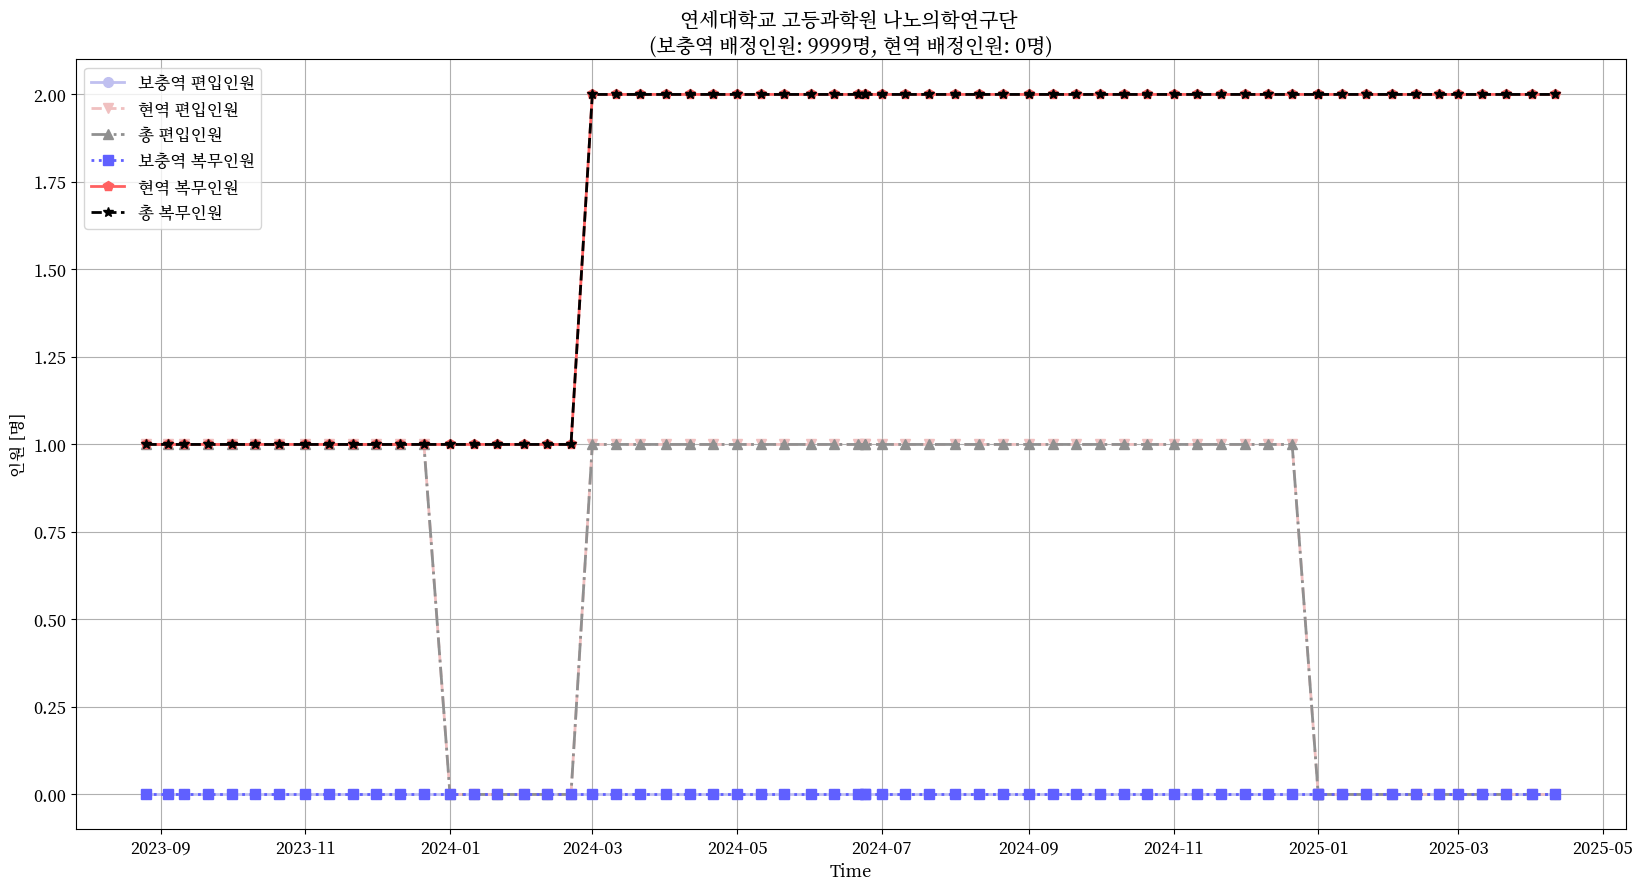 연세대학교 고등과학원 나노의학연구단
(보충역 배정인원: 9999명, 현역 배정인원: 0명)
보충역 편입인원
현역 편입인원
총 편입인원
보충역 복무인원
현역 복무인원
총 복무인원
2.00
1.75
1.50
1.25
1.00
0.75
0.50
0.25
0.00
인원 [명]
2023-09 2023-11 2024-01 2024-03 2024-05 2024-07 2024-09 2024-11 2025-01 2025-03 2025-05
Time